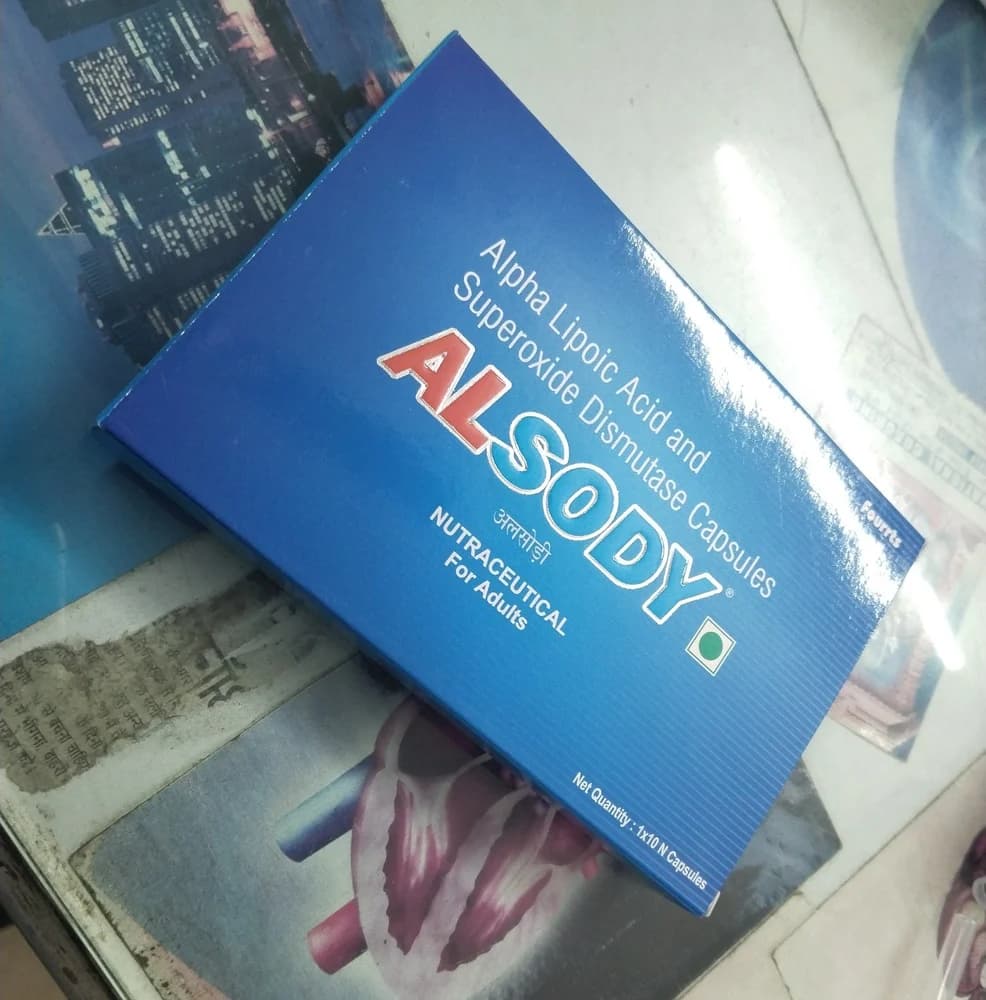 Alpha Lipoic Acid and
Superoxide Dismutase Capsules
ALSODY®
अलसोडी
NUTRACEUTICAL
For Adults
Fourrts
Net Quantity : 1x10 N Capsules